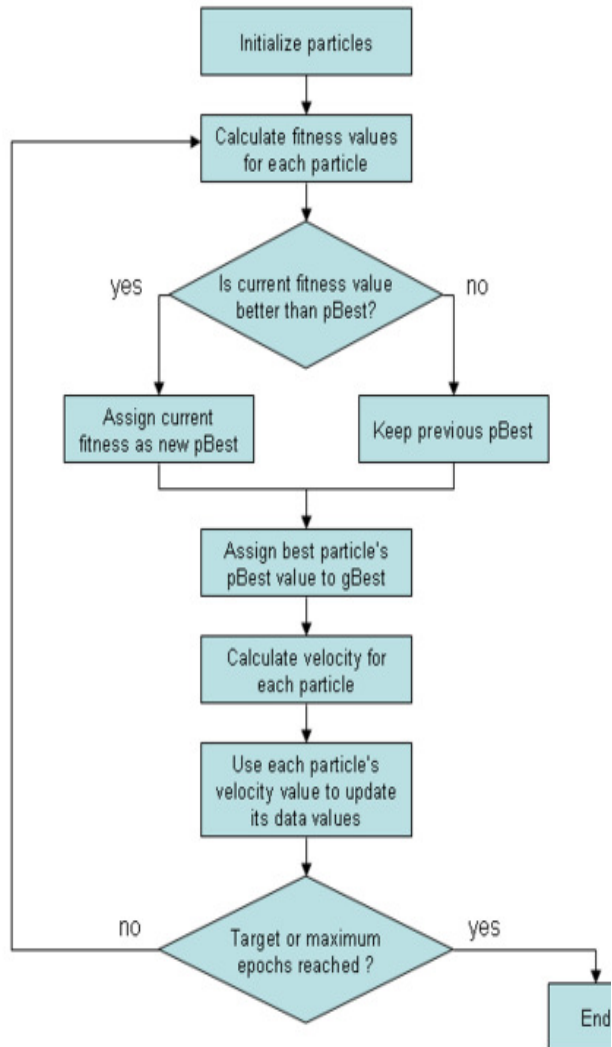 Initialize particles
Calculate fitness values
for each particle
Is current fitness value
better than pBest?
yes
no
Assign current
fitness as new pBest
Keep previous pBest
Assign best particle's
pBest value to gBest
Calculate velocity for
each particle
Use each particle's
velocity value to update
its data values
Target or maximum
epochs reached ?
no
yes
End